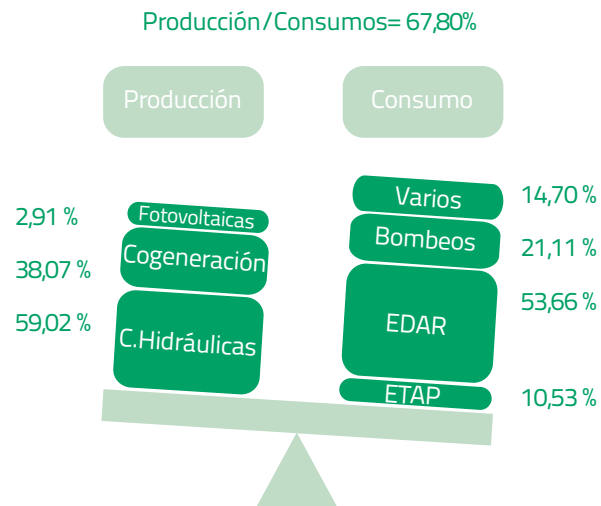 Producción/Consumos= 67,80%
Producción
Consumo
2,91 %
Fotovoltaicas
38,07 %
Cogeneración
59,02 %
C.Hidráulicas
Varios
14,70 %
Bombeos
21,11 %
EDAR
53,66 %
ETAP
10,53 %